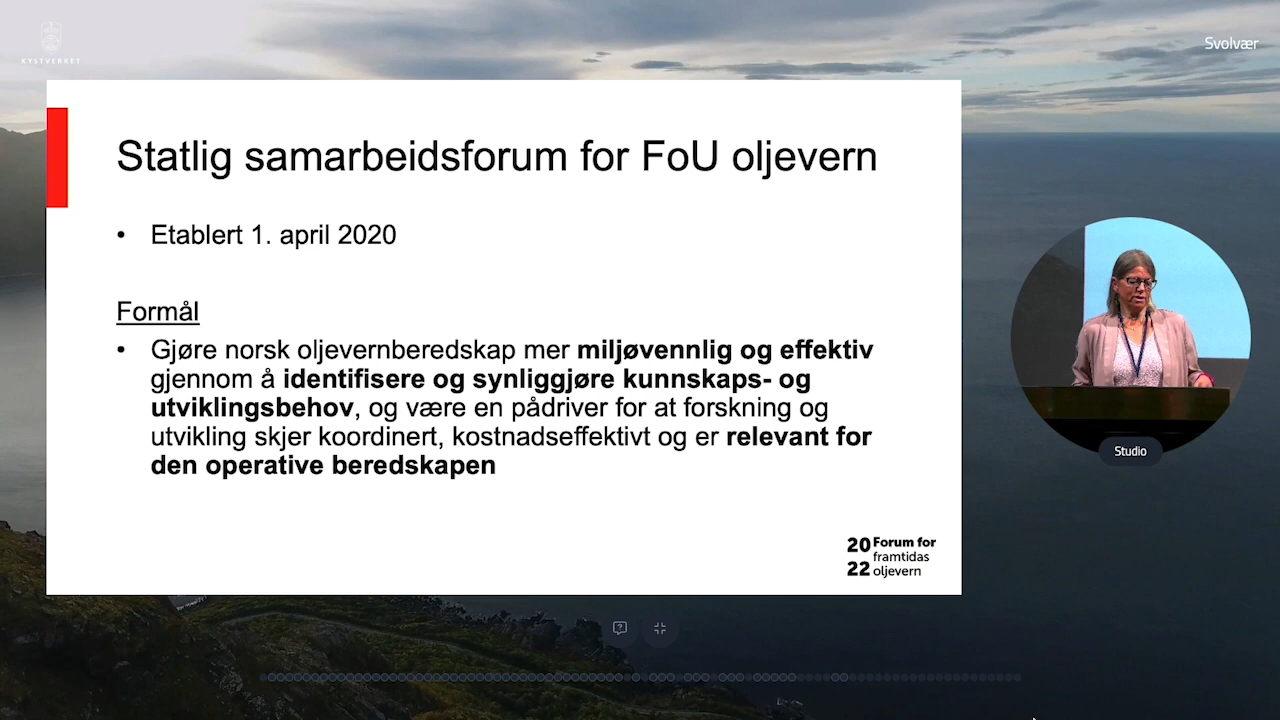 KYSTVERKET
Svolvær
Statlig samarbeidsforum for FoU oljevern
• Etablert 1. april 2020
Formål
• Gjøre norsk oljevernberedskap mer miljøvennlig og effektiv
gjennom å identifisere og synliggjøre kunnskaps- og
utviklingsbehov, og være en pådriver for at forskning og
utvikling skjer koordinert, kostnadseffektivt og er relevant for
den operative beredskapen
Studio
20 Forum for
framtidas
22 oljevern